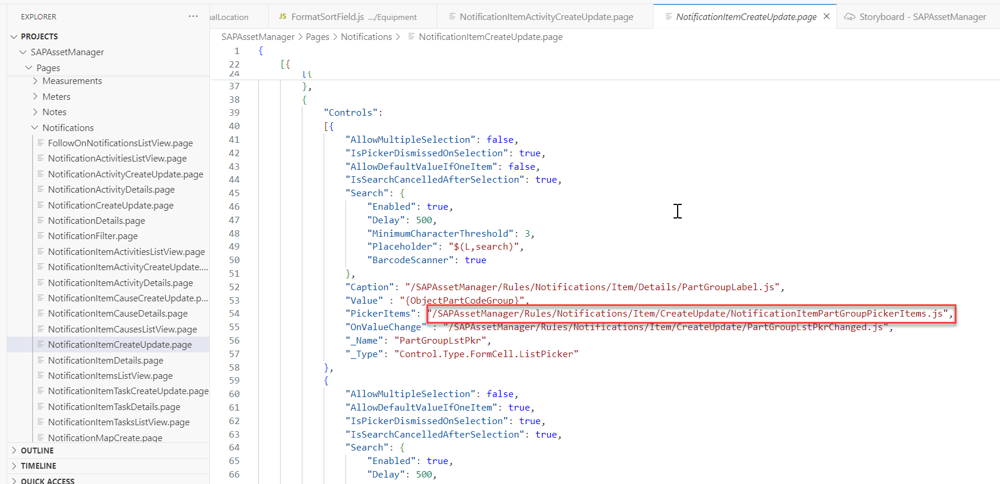 EXPLORER
PROJECTS
SAPAssetManager
Pages
Measurements
Meters
Notes
Notifications
FollowOnNotificationsListView.page
NotificationActivitiesListView.page
NotificationActivityCreateUpdate.page
NotificationActivityDetails.page
NotificationCreateUpdate.page
NotificationDetails.page
NotificationFilter.page
NotificationItemActivitiesListView.page
NotificationItemActivityCreateUpdate....
NotificationItemActivityDetails.page
NotificationItemCauseCreateUpdate.p...
NotificationItemCauseDetails.page
NotificationItemCausesListView.page
NotificationItemCreateUpdate.page
NotificationItemDetails.page
NotificationItemsListView.page
NotificationItemTaskCreateUpdate.page
NotificationItemTaskDetails.page
NotificationItemTasksListView.page
NotificationMapCreate.page
OUTLINE
TIMELINE
QUICK ACCESS
nalLocation
JS FormatSortField.js .../Equipment
NotificationItemActivityCreateUpdate.page
NotificationItemCreateUpdate.page
Storyboard - SAPAssetManager
SAPAssetManager > Pages > Notifications > NotificationItemCreateUpdate.page
1 {
22 [{
24 [{
37 },
38 {
39 "Controls":
40 [{
41 "AllowMultipleSelection": false,
42 "IsPickerDismissedOnSelection": true,
43 "AllowDefaultValueIfOneItem": false,
44 "IsSearchCancelledAfterSelection": true,
45 "Search": {
46 "Enabled": true,
47 "Delay": 500,
48 "MinimumCharacterThreshold": 3,
49 "Placeholder": "$(L,search)",
50 "BarcodeScanner": true
51 },
52 "Caption": "/SAPAssetManager/Rules/Notifications/Item/Details/PartGroupLabel.js",
53 "Value" : "{ObjectPartCodeGroup}",
54 "PickerItems": "/SAPAssetManager/Rules/Notifications/Item/CreateUpdate/NotificationItemPartGroupPickerItems.js",
55 "OnValueChange" : "/SAPAssetManager/Rules/Notifications/Item/CreateUpdate/PartGroupLstPkrChanged.js",
56 "_Name": "PartGroupLstPkr",
57 "_Type": "Control.Type.FormCell.ListPicker"
58 },
59 {
60 "AllowMultipleSelection": false,
61 "AllowDefaultValueIfOneItem": true,
62 "IsPickerDismissedOnSelection": true,
63 "IsSearchCancelledAfterSelection": true,
64 "Search": {
65 "Enabled": true,
66 "Delay": 500,